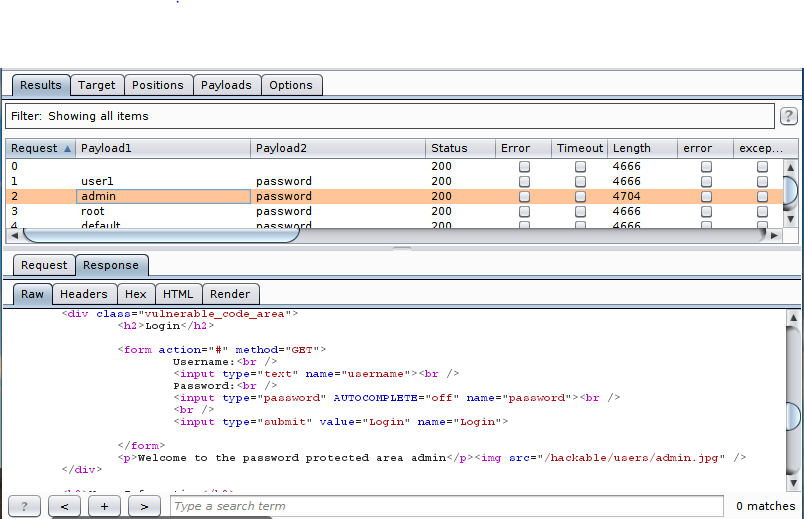 Results Target Positions Payloads Options
Filter: Showing all items ?
Request Payload1 Payload2 Status Error Timeout Length error excep...
0 200 4666
1 user1 password 200 4666
2 admin password 200 4704
3 root password 200 4666
4 default password 200 4666
Request Response
Raw Headers Hex HTML Render
<div class="vulnerable_code_area">
<h2>Login</h2>
<form action="#" method="GET">
Username:<br />
<input type="text" name="username"><br />
Password:<br />
<input type="password" AUTOCOMPLETE="off" name="password"><br />
<br />
<input type="submit" value="Login" name="Login">
</form>
<p>Welcome to the password protected area admin</p><img src="/hackable/users/admin.jpg" />
</div>
? < + > Type a search term 0 matches